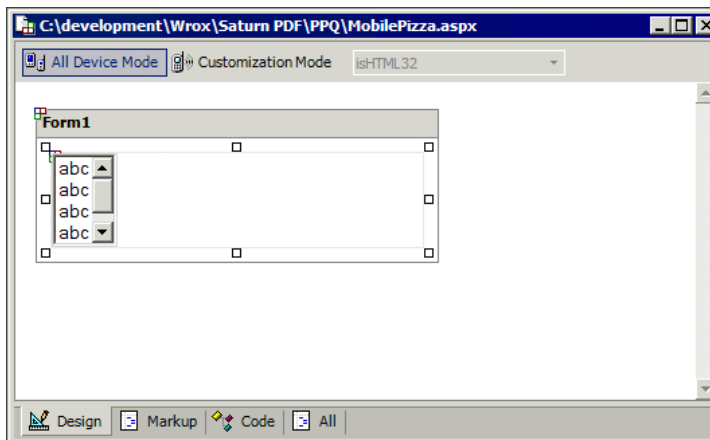 C:\development\Wrox\Saturn PDF\PPQ\MobilePizza.aspx
All Device Mode Customization Mode isHTML32
Form1
abc
abc
abc
abc
Design Markup Code All